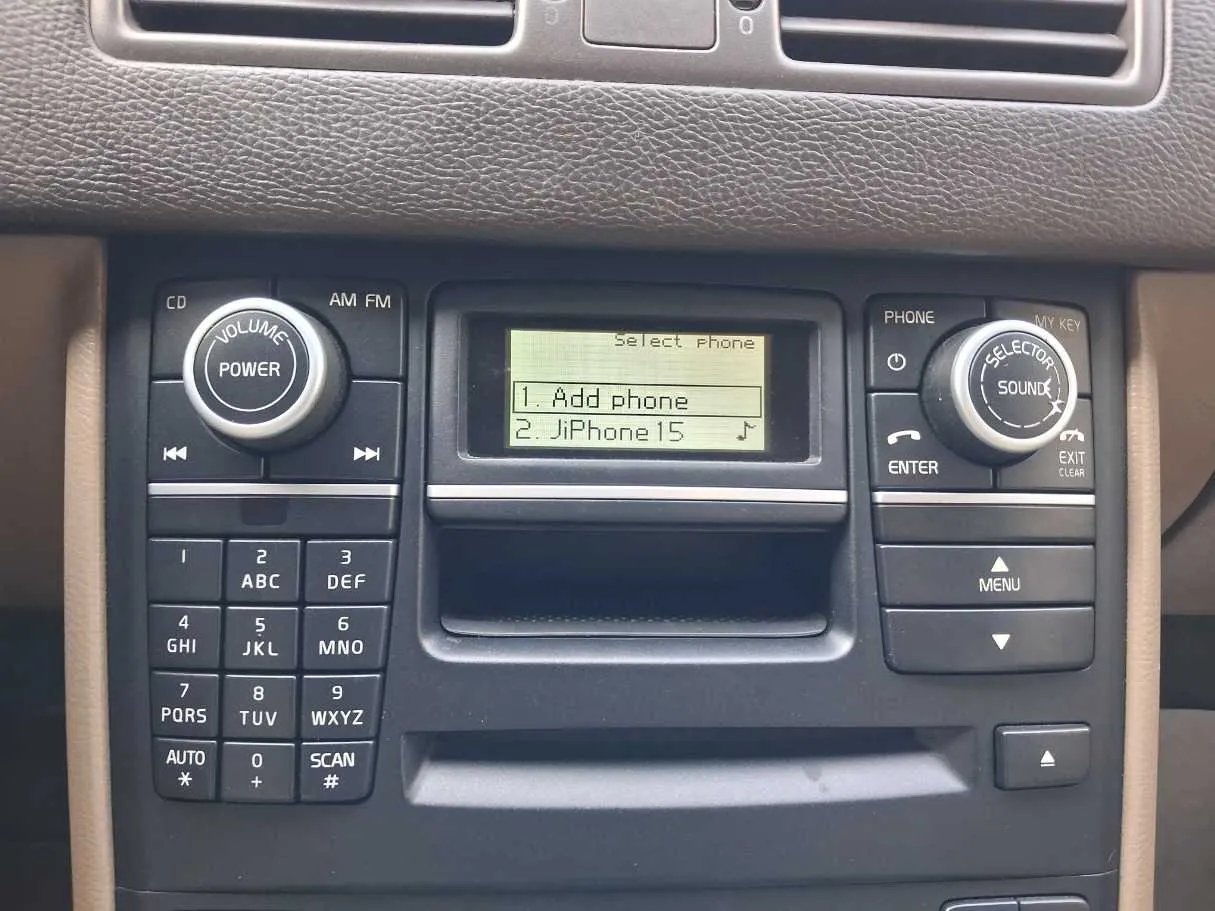 0
0
CD
AM FM
VOLUME
POWER
Select phone
1. Add phone
2. JiPhone15
PHONE
MY KEY
SELECTOR
SOUND
ENTER
EXIT
CLEAR
MENU
1
2
ABC
3
DEF
4
GHI
5
JKL
6
MNO
7
PQRS
8
TUV
9
WXYZ
AUTO
*
0
+
SCAN
#